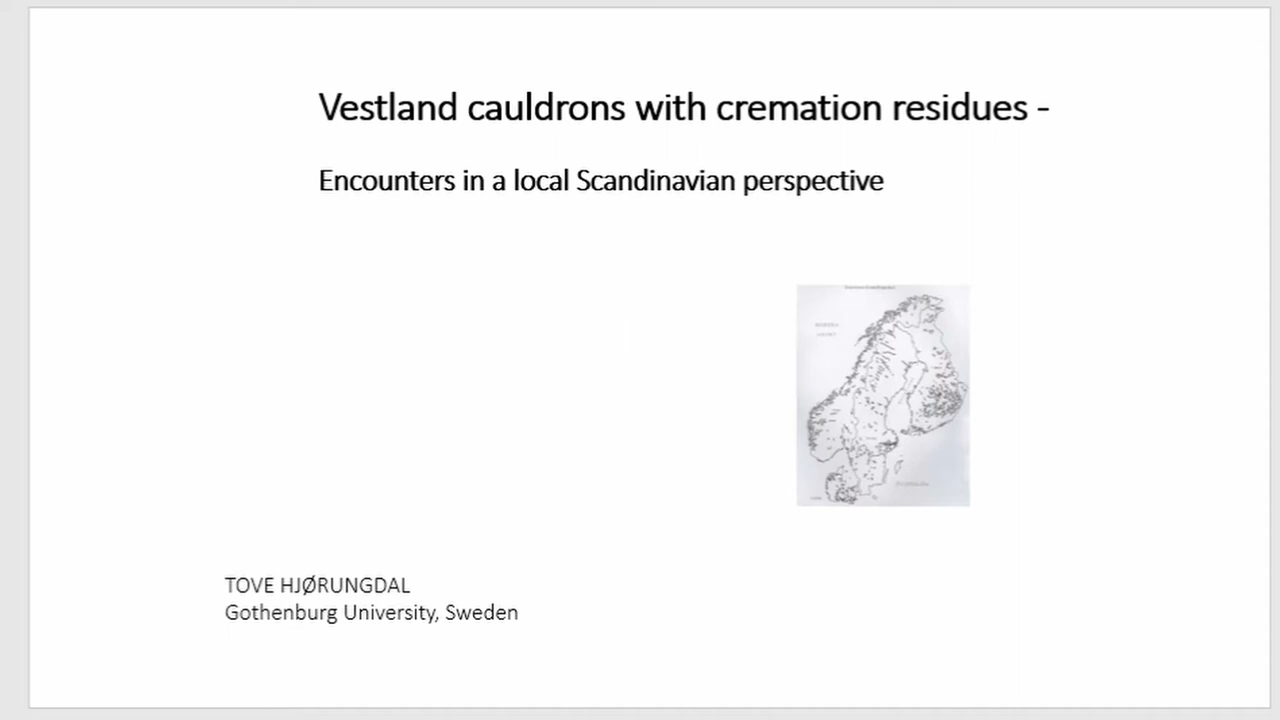 Vestland cauldrons with cremation residues -
Encounters in a local Scandinavian perspective
TOVE HJØRUNGDAL
Gothenburg University, Sweden